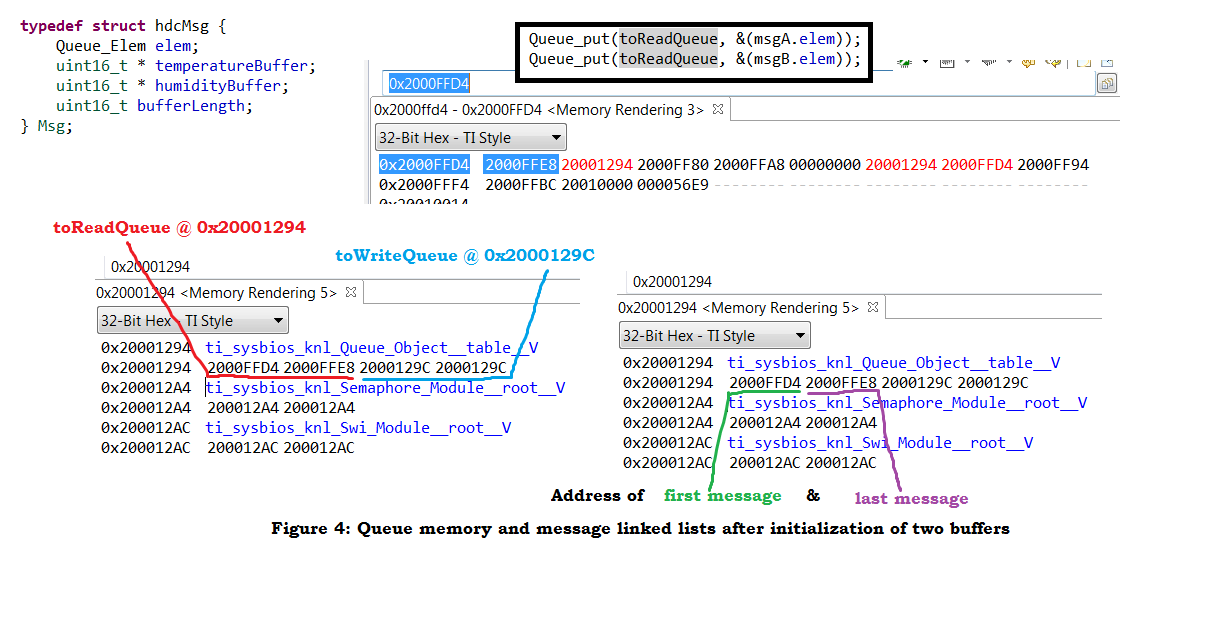 typedef struct hdcMsg {
    Queue_Elem elem;
    uint16_t * temperatureBuffer;
    uint16_t * humidityBuffer;
    uint16_t bufferLength;
} Msg;
Queue_put(toReadQueue, &(msgA.elem));
Queue_put(toReadQueue, &(msgB.elem));
0x2000FFD4
0x2000ffd4 - 0x2000FFD4 <Memory Rendering 3>
32-Bit Hex - TI Style
0x2000FFD4 2000FFE8 20001294 2000FF80 2000FFA8 00000000 20001294 2000FFD4 2000FF94
0x2000FFF4 2000FFBC 20010000 000056E9 -------- -------- -------- -------- --------
0x20010014
toReadQueue @ 0x20001294
toWriteQueue @ 0x2000129C
0x20001294
0x20001294 <Memory Rendering 5>
32-Bit Hex - TI Style
0x20001294 ti_sysbios_knl_Queue_Object__table__V
0x20001294 2000FFD4 2000FFE8 2000129C 2000129C
0x200012A4 ti_sysbios_knl_Semaphore_Module__root__V
0x200012A4 200012A4 200012A4
0x200012AC ti_sysbios_knl_Swi_Module__root__V
0x200012AC 200012AC 200012AC
0x20001294
0x20001294 <Memory Rendering 5>
32-Bit Hex - TI Style
0x20001294 ti_sysbios_knl_Queue_Object__table__V
0x20001294 2000FFD4 2000FFE8 2000129C 2000129C
0x200012A4 ti_sysbios_knl_Semaphore_Module__root__V
0x200012A4 200012A4 200012A4
0x200012AC ti_sysbios_knl_Swi_Module__root__V
0x200012AC 200012AC 200012AC
Address of first message & last message
Figure 4: Queue memory and message linked lists after initialization of two buffers